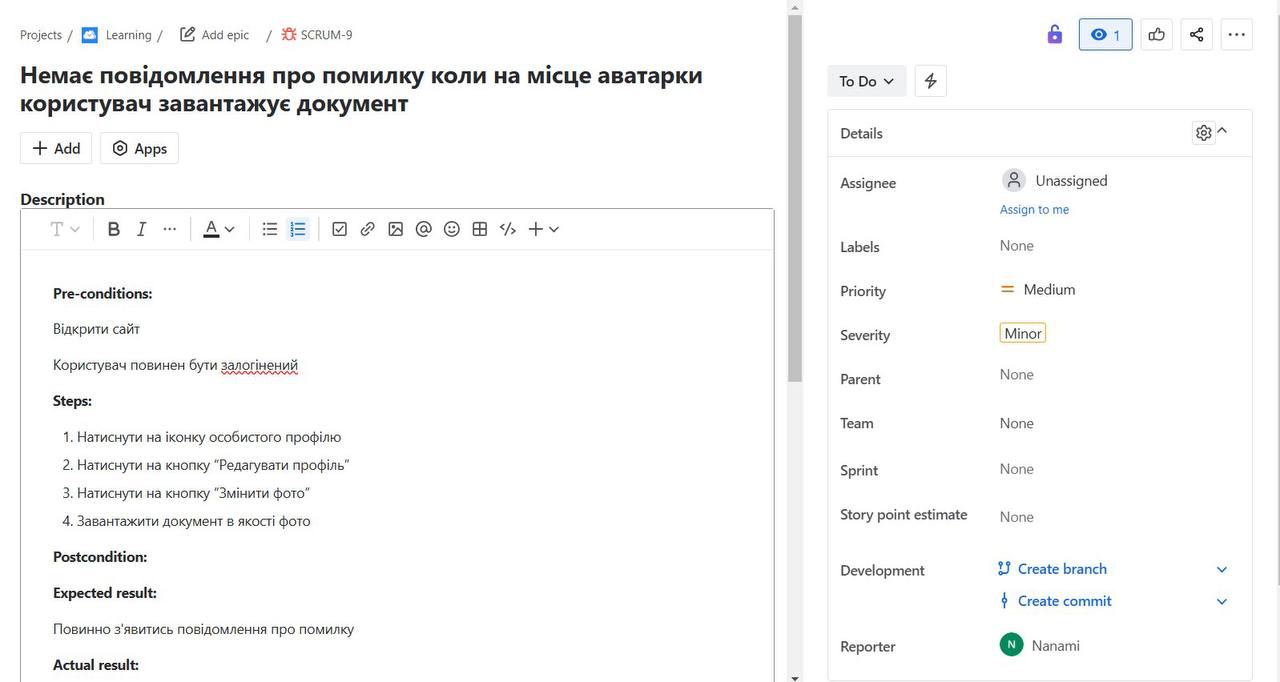 Projects / Learning / Add epic / SCRUM-9
Немає повідомлення про помилку коли на місце аватарки
користувач завантажує документ
Add Apps
Description
T B I ... A @ </> +
Pre-conditions:
Відкрити сайт
Користувач повинен бути залогінений
Steps:
1. Натиснути на іконку особистого профілю
2. Натиснути на кнопку “Редагувати профіль”
3. Натиснути на кнопку “Змінити фото”
4. Завантажити документ в якості фото
Postcondition:
Expected result:
Повинно з'явитись повідомлення про помилку
Actual result:
1
To Do
Details
Assignee Unassigned
Assign to me
Labels None
Priority Medium
Severity Minor
Parent None
Team None
Sprint None
Story point estimate None
Development Create branch
Create commit
Reporter N Nanami